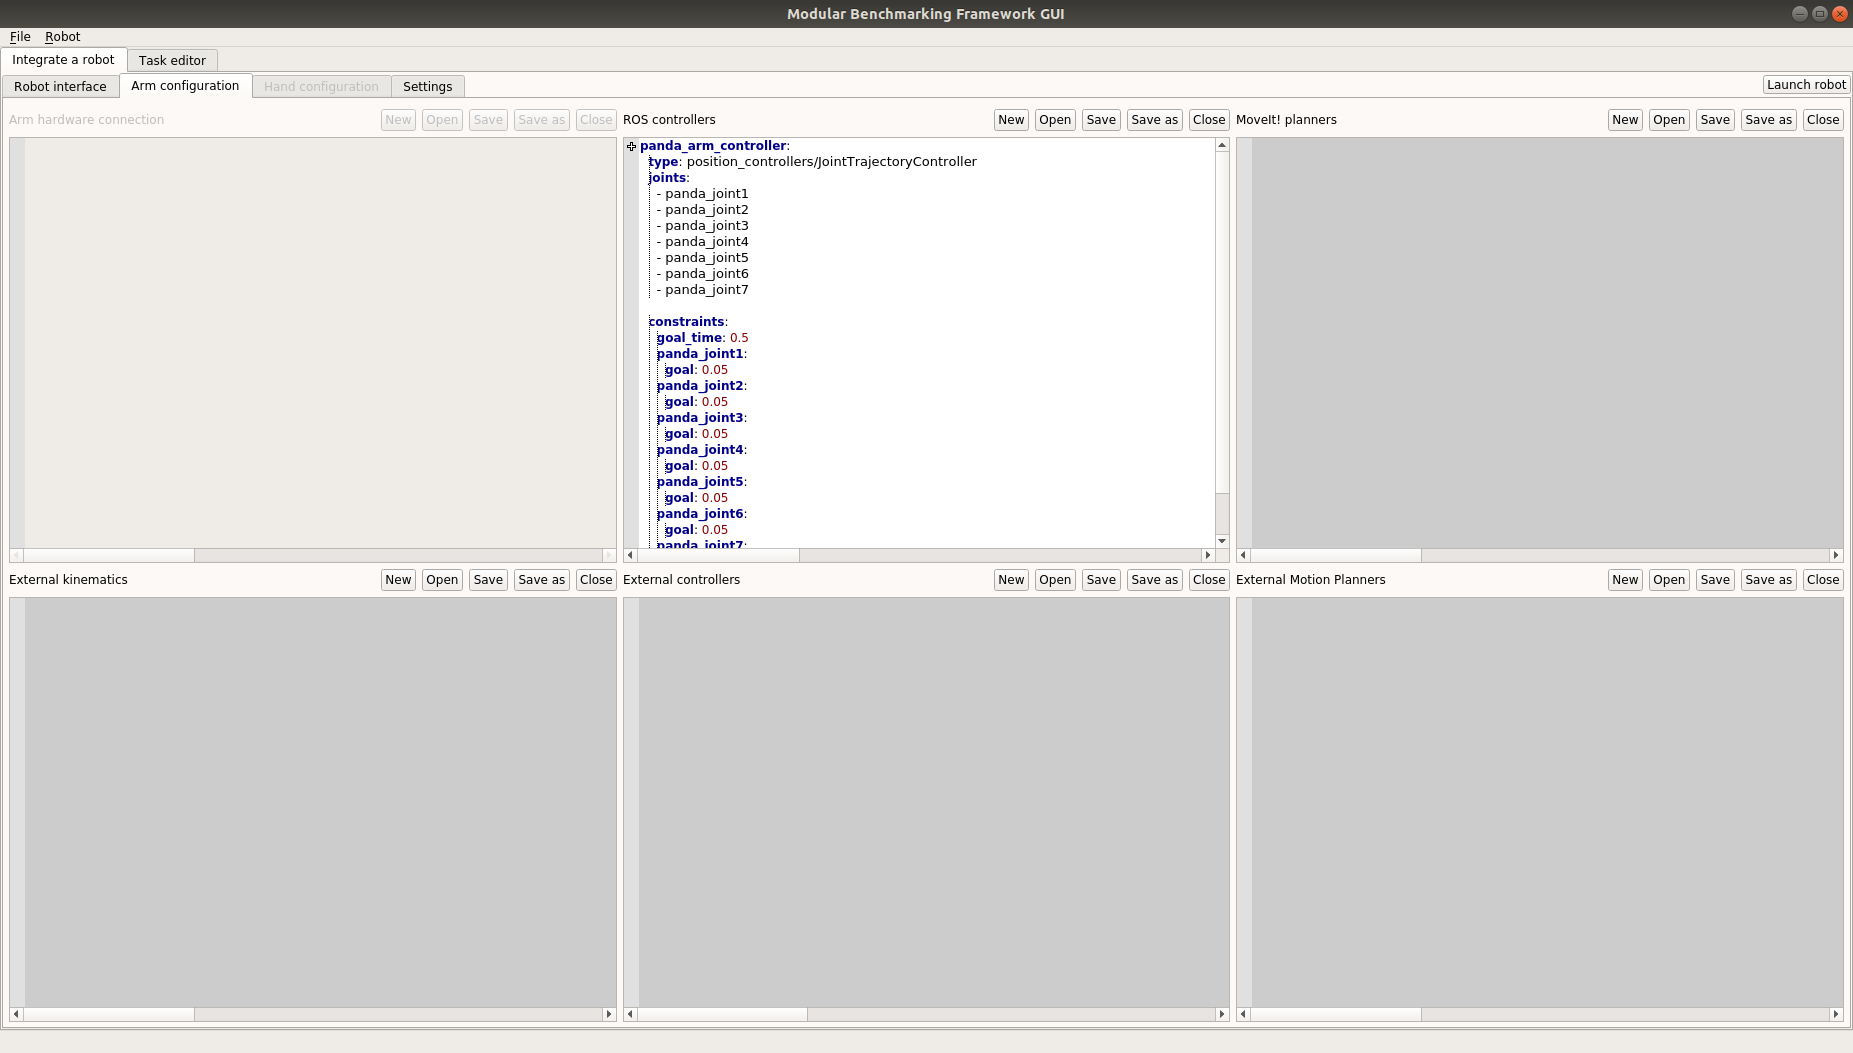 Modular Benchmarking Framework GUI
File Robot
Integrate a robot Task editor
Robot interface Arm configuration Hand configuration Settings Launch robot
Arm hardware connection New Open Save Save as Close
ROS controllers New Open Save Save as Close
MoveIt! planners New Open Save Save as Close
panda_arm_controller:
type: position_controllers/JointTrajectoryController
joints:
- panda_joint1
- panda_joint2
- panda_joint3
- panda_joint4
- panda_joint5
- panda_joint6
- panda_joint7
constraints:
goal_time: 0.5
panda_joint1:
goal: 0.05
panda_joint2:
goal: 0.05
panda_joint3:
goal: 0.05
panda_joint4:
goal: 0.05
panda_joint5:
goal: 0.05
panda_joint6:
goal: 0.05
panda_joint7:
External kinematics New Open Save Save as Close
External controllers New Open Save Save as Close
External Motion Planners New Open Save Save as Close